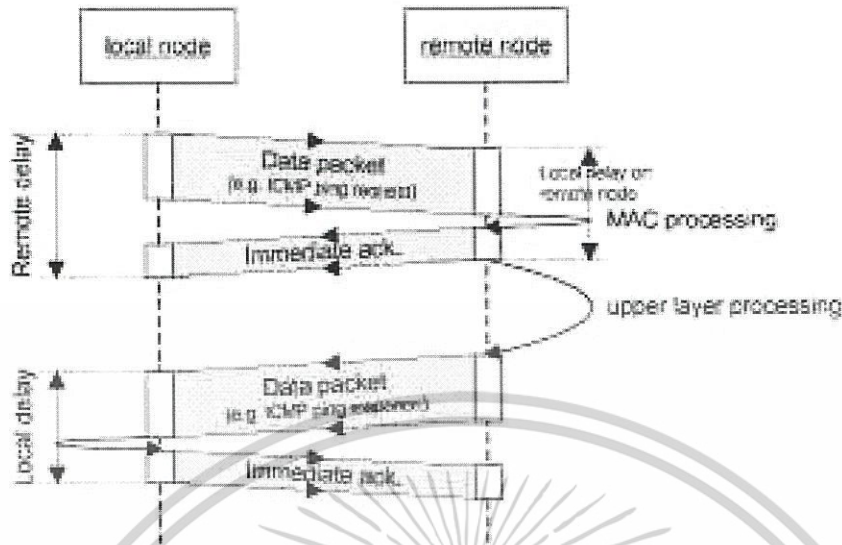 local node
remote node
Remote delay
Data packet
(e.g. ICMP ping request)
Local delay on
remote node
MAC processing
Immediate ack.
upper layer processing
Local delay
Data packet
(e.g. ICMP ping response)
Immediate ack.